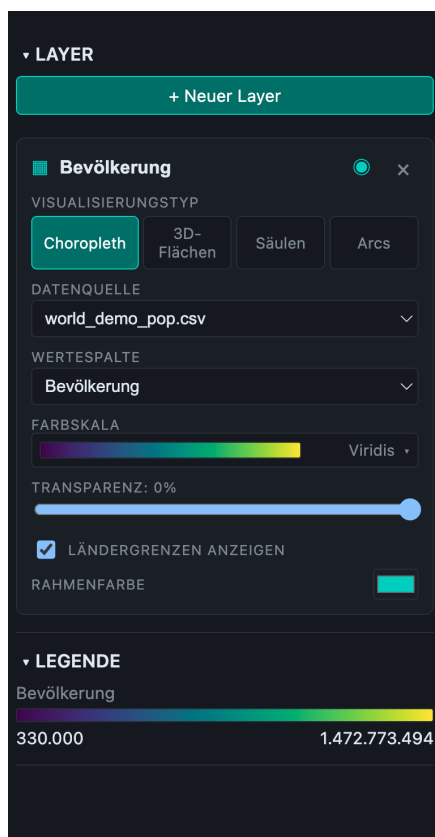 ▾ LAYER
+ Neuer Layer
Bevölkerung ×
VISUALISIERUNGSTYP
Choropleth
3D-
Flächen
Säulen
Arcs
DATENQUELLE
world_demo_pop.csv
WERTESPALTE
Bevölkerung
FARBSKALA
Viridis ▾
TRANSPARENZ: 0%
LÄNDERGRENZEN ANZEIGEN
RAHMENFARBE
▾ LEGENDE
Bevölkerung
330.000 1.472.773.494